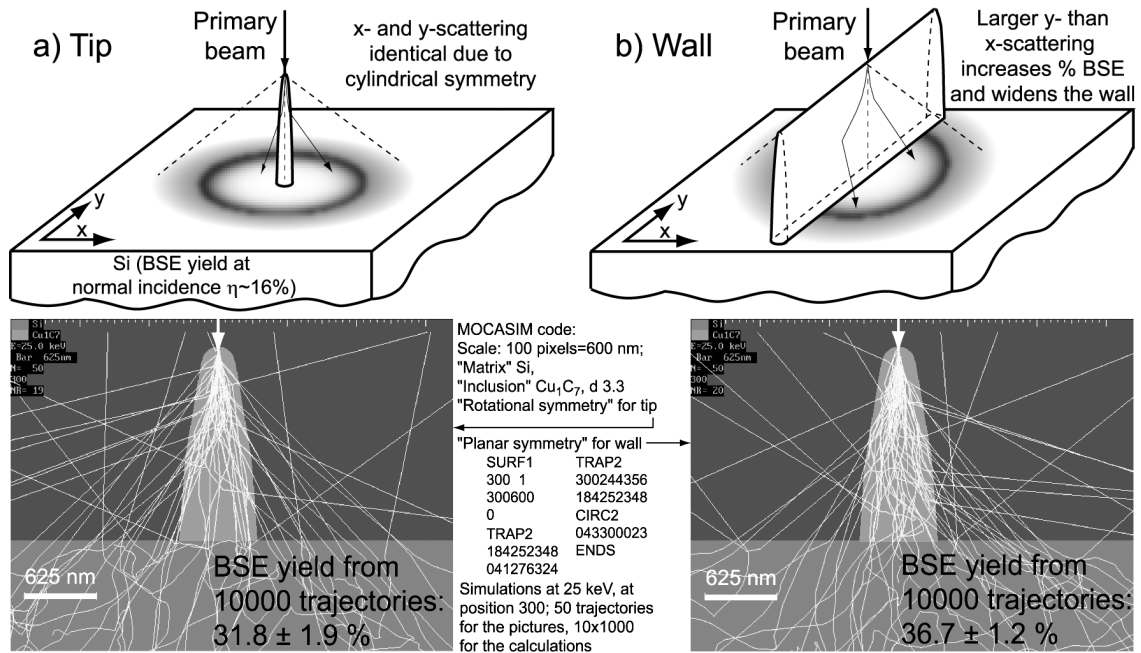 a) Tip
Primary
beam
x- and y-scattering
identical due to
cylindrical symmetry
y
x
Si (BSE yield at
normal incidence η~16%)
b) Wall
Primary
beam
Larger y- than
x-scattering
increases % BSE
and widens the wall
y
x
Si
Cu1C7
E=25.0 keV
Bar 625nm
N= 50
300
NR= 19
625 nm
BSE yield from
10000 trajectories:
31.8 ± 1.9 %
MOCASIM code:
Scale: 100 pixels=600 nm;
"Matrix" Si,
"Inclusion" Cu₁C₇, d 3.3
"Rotational symmetry" for tip
"Planar symmetry" for wall
SURF1
300 1
300600
0
TRAP2
184252348
041276324
TRAP2
300244356
184252348
CIRC2
043300023
ENDS
Simulations at 25 keV, at
position 300; 50 trajectories
for the pictures, 10x1000
for the calculations
Si
Cu1C7
E=25.0 keV
Bar 625nm
N= 50
300
NR= 20
625 nm
BSE yield from
10000 trajectories:
36.7 ± 1.2 %